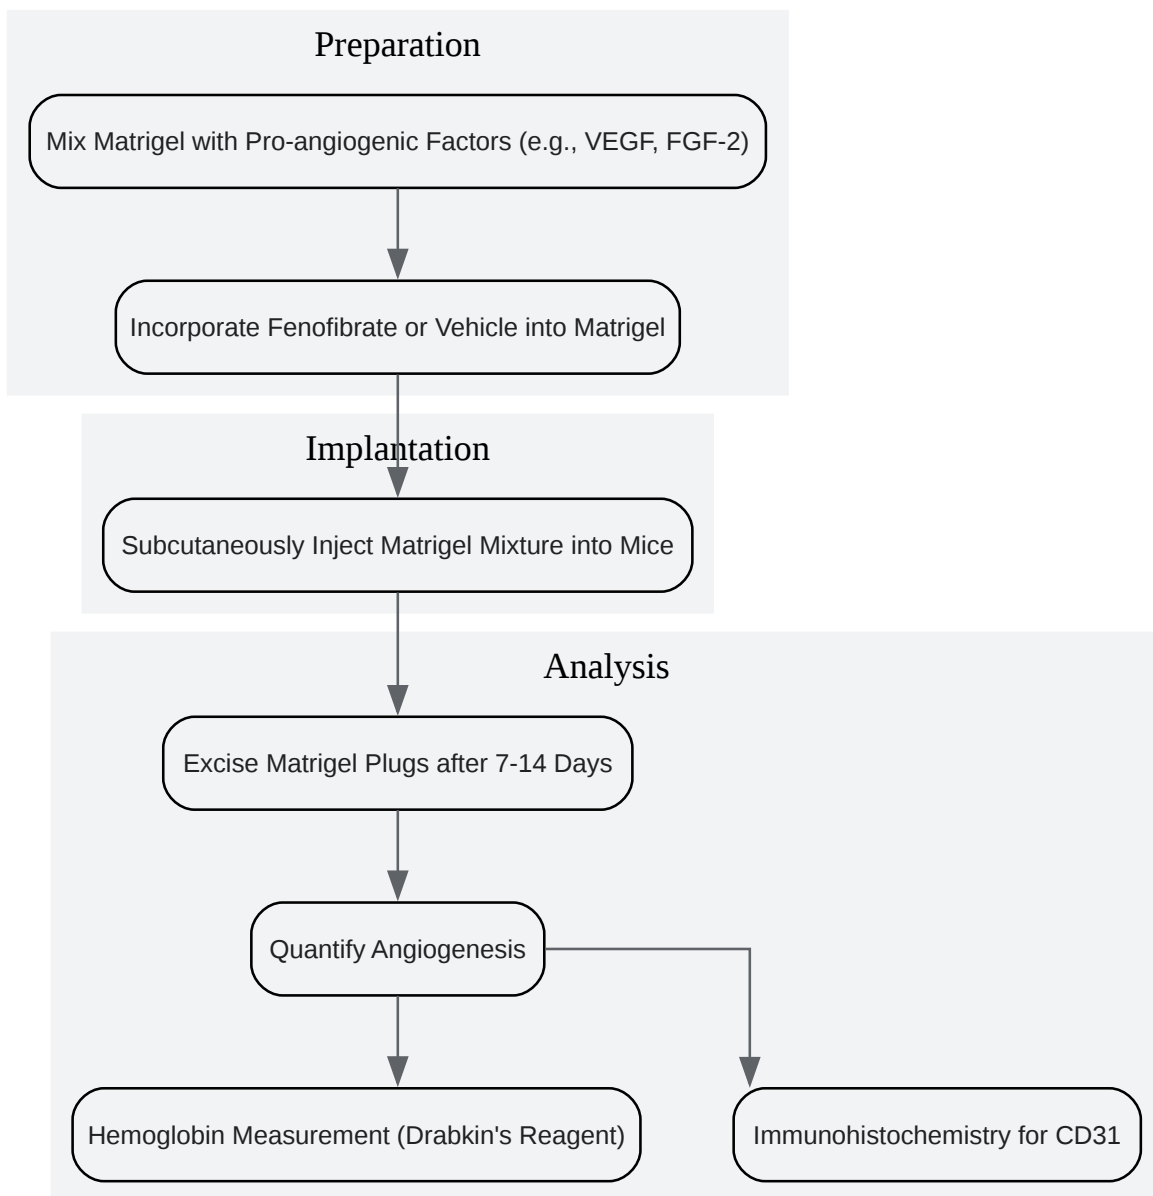 Preparation
Mix Matrigel with Pro-angiogenic Factors (e.g., VEGF, FGF-2)
Incorporate Fenofibrate or Vehicle into Matrigel
Implantation
Subcutaneously Inject Matrigel Mixture into Mice
Analysis
Excise Matrigel Plugs after 7-14 Days
Quantify Angiogenesis
Hemoglobin Measurement (Drabkin's Reagent)
Immunohistochemistry for CD31